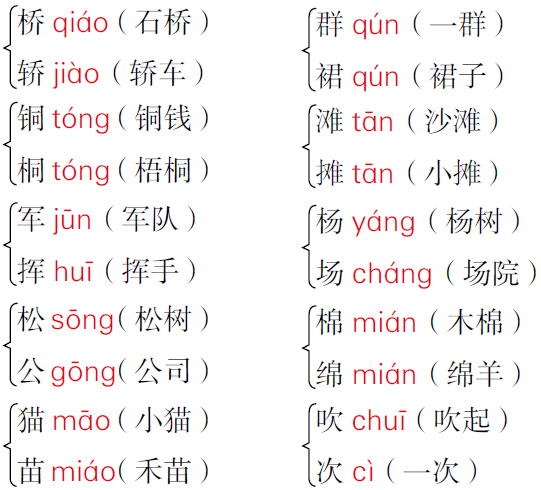 桥 qiáo（石桥）
轿 jiào（轿车）
铜 tóng（铜钱）
桐 tóng（梧桐）
军 jūn（军队）
挥 huī（挥手）
松 sōng（松树）
公 gōng（公司）
猫 māo（小猫）
苗 miáo（禾苗）
群 qún（一群）
裙 qún（裙子）
滩 tān（沙滩）
摊 tān（小摊）
杨 yáng（杨树）
场 cháng（场院）
棉 mián（木棉）
绵 mián（绵羊）
吹 chuī（吹起）
次 cì（一次）